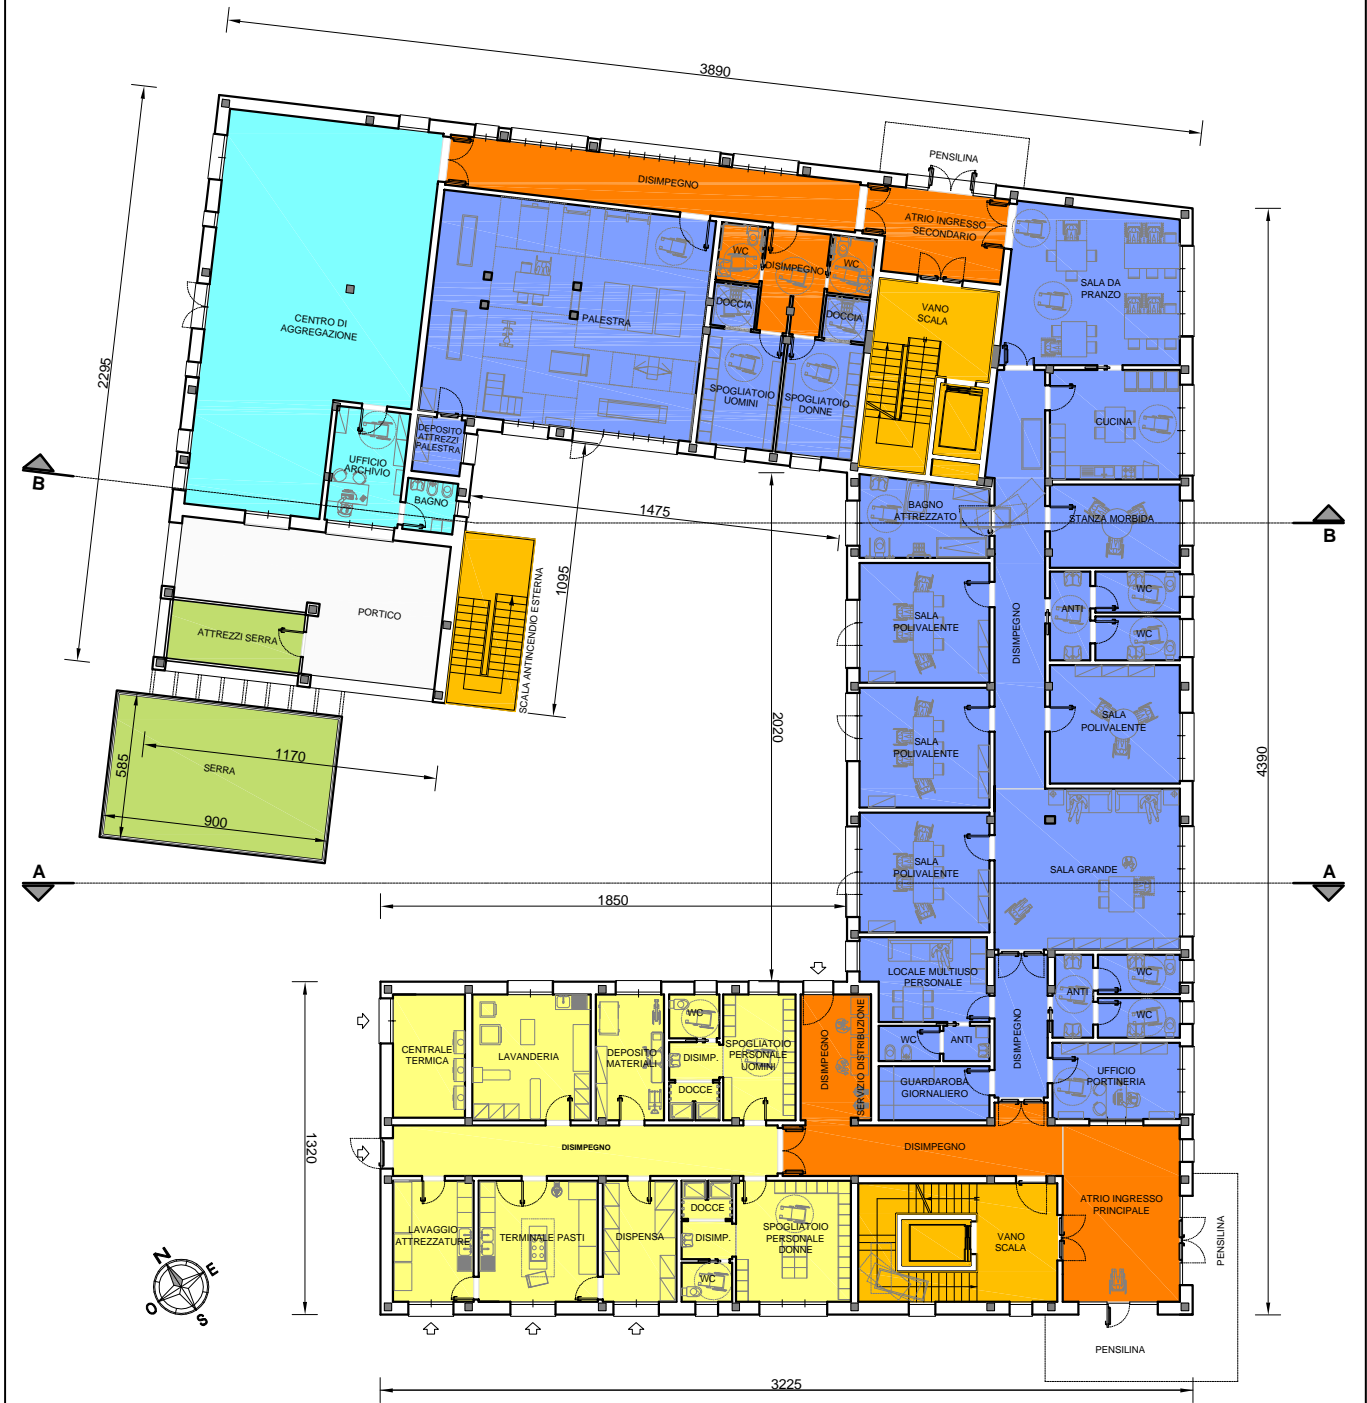 3890
PENSILINA
DISIMPEGNO
ATRIO INGRESSO
SECONDARIO
WC
DISIMPEGNO
WC
SALA DA
PRANZO
DOCCIA
DOCCIA
VANO
SCALA
CENTRO DI
AGGREGAZIONE
PALESTRA
2295
SPOGLIATOIO
UOMINI
SPOGLIATOIO
DONNE
CUCINA
DEPOSITO
ATTREZZI
PALESTRA
UFFICIO
ARCHIVIO
BAGNO
B
B
1475
BAGNO
ATTREZZATO
STANZA MORBIDA
1095
SCALA ANTINCENDIO ESTERNA
PORTICO
ATTREZZI SERRA
SALA
POLIVALENTE
DISIMPEGNO
ANTI
WC
WC
SALA
POLIVALENTE
SALA
POLIVALENTE
2020
4390
1170
585
SERRA
900
A
A
SALA
POLIVALENTE
SALA GRANDE
1850
LOCALE MULTIUSO
PERSONALE
WC
ANTI
WC
WC
ANTI
DISIMPEGNO
GUARDAROBA
GIORNALIERO
UFFICIO
PORTINERIA
CENTRALE
TERMICA
LAVANDERIA
DEPOSITO
MATERIALI
WC
DISIMP.
DOCCE
SPOGLIATOIO
PERSONALE
UOMINI
DISIMPEGNO
SERVIZIO DISTRIBUZIONE
1320
DISIMPEGNO
DISIMPEGNO
ATRIO INGRESSO
PRINCIPALE
LAVAGGIO
ATTREZZATURE
TERMINALE PASTI
DISPENSA
DOCCE
DISIMP.
WC
SPOGLIATOIO
PERSONALE
DONNE
VANO
SCALA
PENSILINA
PENSILINA
N
E
O
S
3225